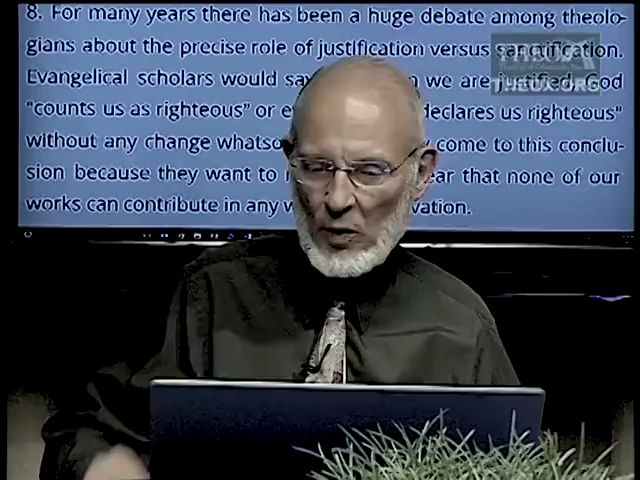 8. For many years there has been a huge debate among theolo-
gians about the precise role of justification versus sanctification.
THEOX
Evangelical scholars would say we are justified, God
THEOX.ORG
"counts us as righteous" or declares us righteous"
without any change come to this conclu-
sion because they want to that none of our
works can contribute in any